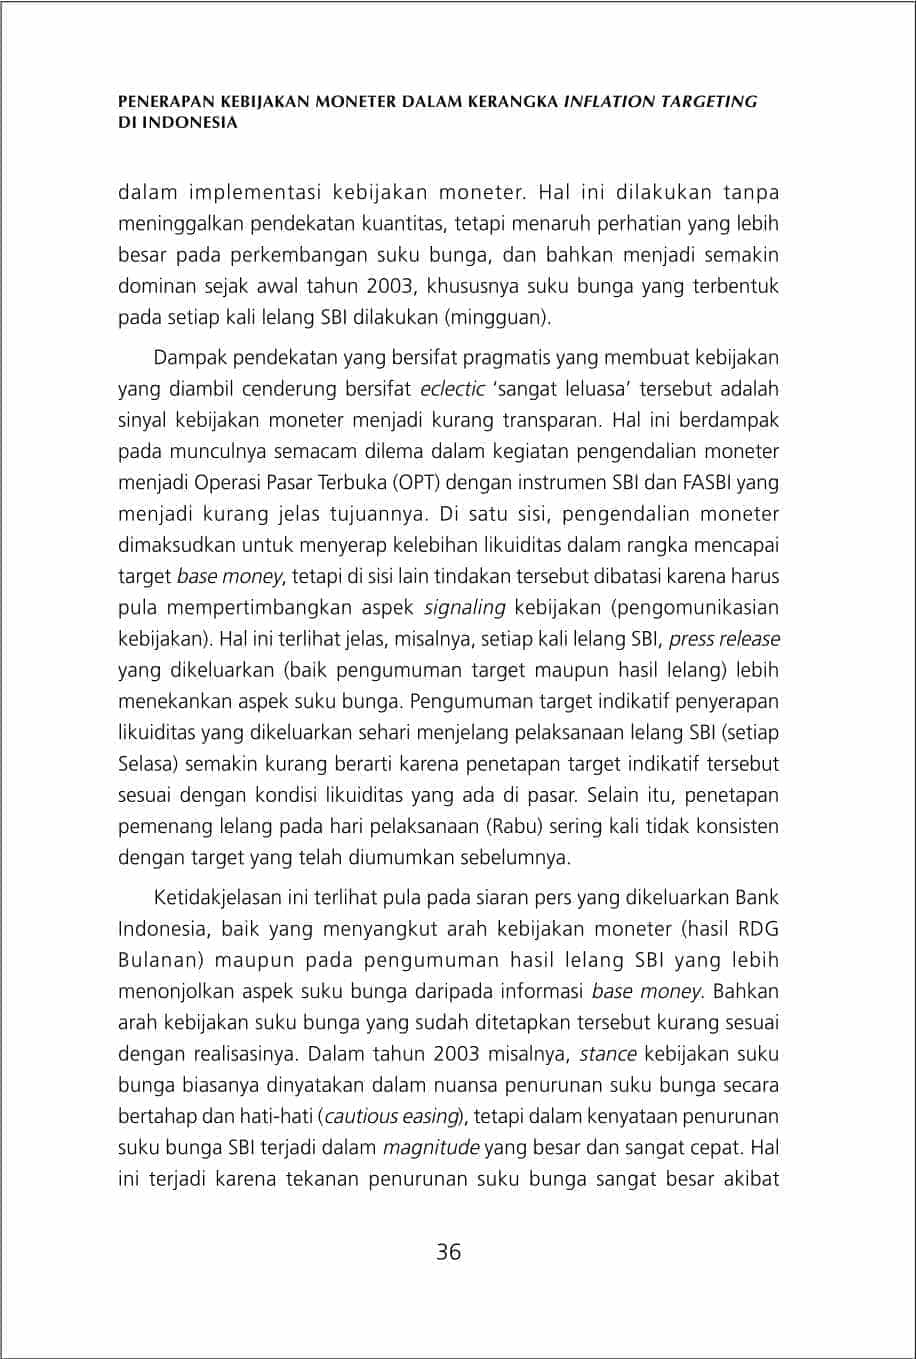 PENERAPAN KEBIJAKAN MONETER DALAM KERANGKA INFLATION TARGETING
DI INDONESIA
dalam implementasi kebijakan moneter. Hal ini dilakukan tanpa
meninggalkan pendekatan kuantitas, tetapi menaruh perhatian yang lebih
besar pada perkembangan suku bunga, dan bahkan menjadi semakin
dominan sejak awal tahun 2003, khususnya suku bunga yang terbentuk
pada setiap kali lelang SBI dilakukan (mingguan).
Dampak pendekatan yang bersifat pragmatis yang membuat kebijakan
yang diambil cenderung bersifat eclectic ‘sangat leluasa’ tersebut adalah
sinyal kebijakan moneter menjadi kurang transparan. Hal ini berdampak
pada munculnya semacam dilema dalam kegiatan pengendalian moneter
menjadi Operasi Pasar Terbuka (OPT) dengan instrumen SBI dan FASBI yang
menjadi kurang jelas tujuannya. Di satu sisi, pengendalian moneter
dimaksudkan untuk menyerap kelebihan likuiditas dalam rangka mencapai
target base money, tetapi di sisi lain tindakan tersebut dibatasi karena harus
pula mempertimbangkan aspek signaling kebijakan (pengomunikasian
kebijakan). Hal ini terlihat jelas, misalnya, setiap kali lelang SBI, press release
yang dikeluarkan (baik pengumuman target maupun hasil lelang) lebih
menekankan aspek suku bunga. Pengumuman target indikatif penyerapan
likuiditas yang dikeluarkan sehari menjelang pelaksanaan lelang SBI (setiap
Selasa) semakin kurang berarti karena penetapan target indikatif tersebut
sesuai dengan kondisi likuiditas yang ada di pasar. Selain itu, penetapan
pemenang lelang pada hari pelaksanaan (Rabu) sering kali tidak konsisten
dengan target yang telah diumumkan sebelumnya.
Ketidakjelasan ini terlihat pula pada siaran pers yang dikeluarkan Bank
Indonesia, baik yang menyangkut arah kebijakan moneter (hasil RDG
Bulanan) maupun pada pengumuman hasil lelang SBI yang lebih
menonjolkan aspek suku bunga daripada informasi base money. Bahkan
arah kebijakan suku bunga yang sudah ditetapkan tersebut kurang sesuai
dengan realisasinya. Dalam tahun 2003 misalnya, stance kebijakan suku
bunga biasanya dinyatakan dalam nuansa penurunan suku bunga secara
bertahap dan hati-hati (cautious easing), tetapi dalam kenyataan penurunan
suku bunga SBI terjadi dalam magnitude yang besar dan sangat cepat. Hal
ini terjadi karena tekanan penurunan suku bunga sangat besar akibat
36